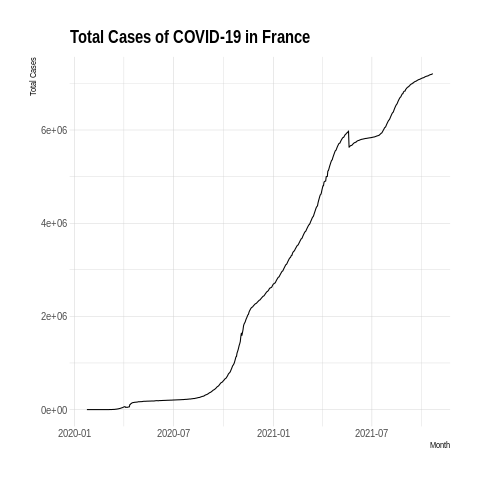 Total Cases of COVID-19 in France
Total Cases
6e+06
4e+06
2e+06
0e+00
2020-01 2020-07 2021-01 2021-07
Month